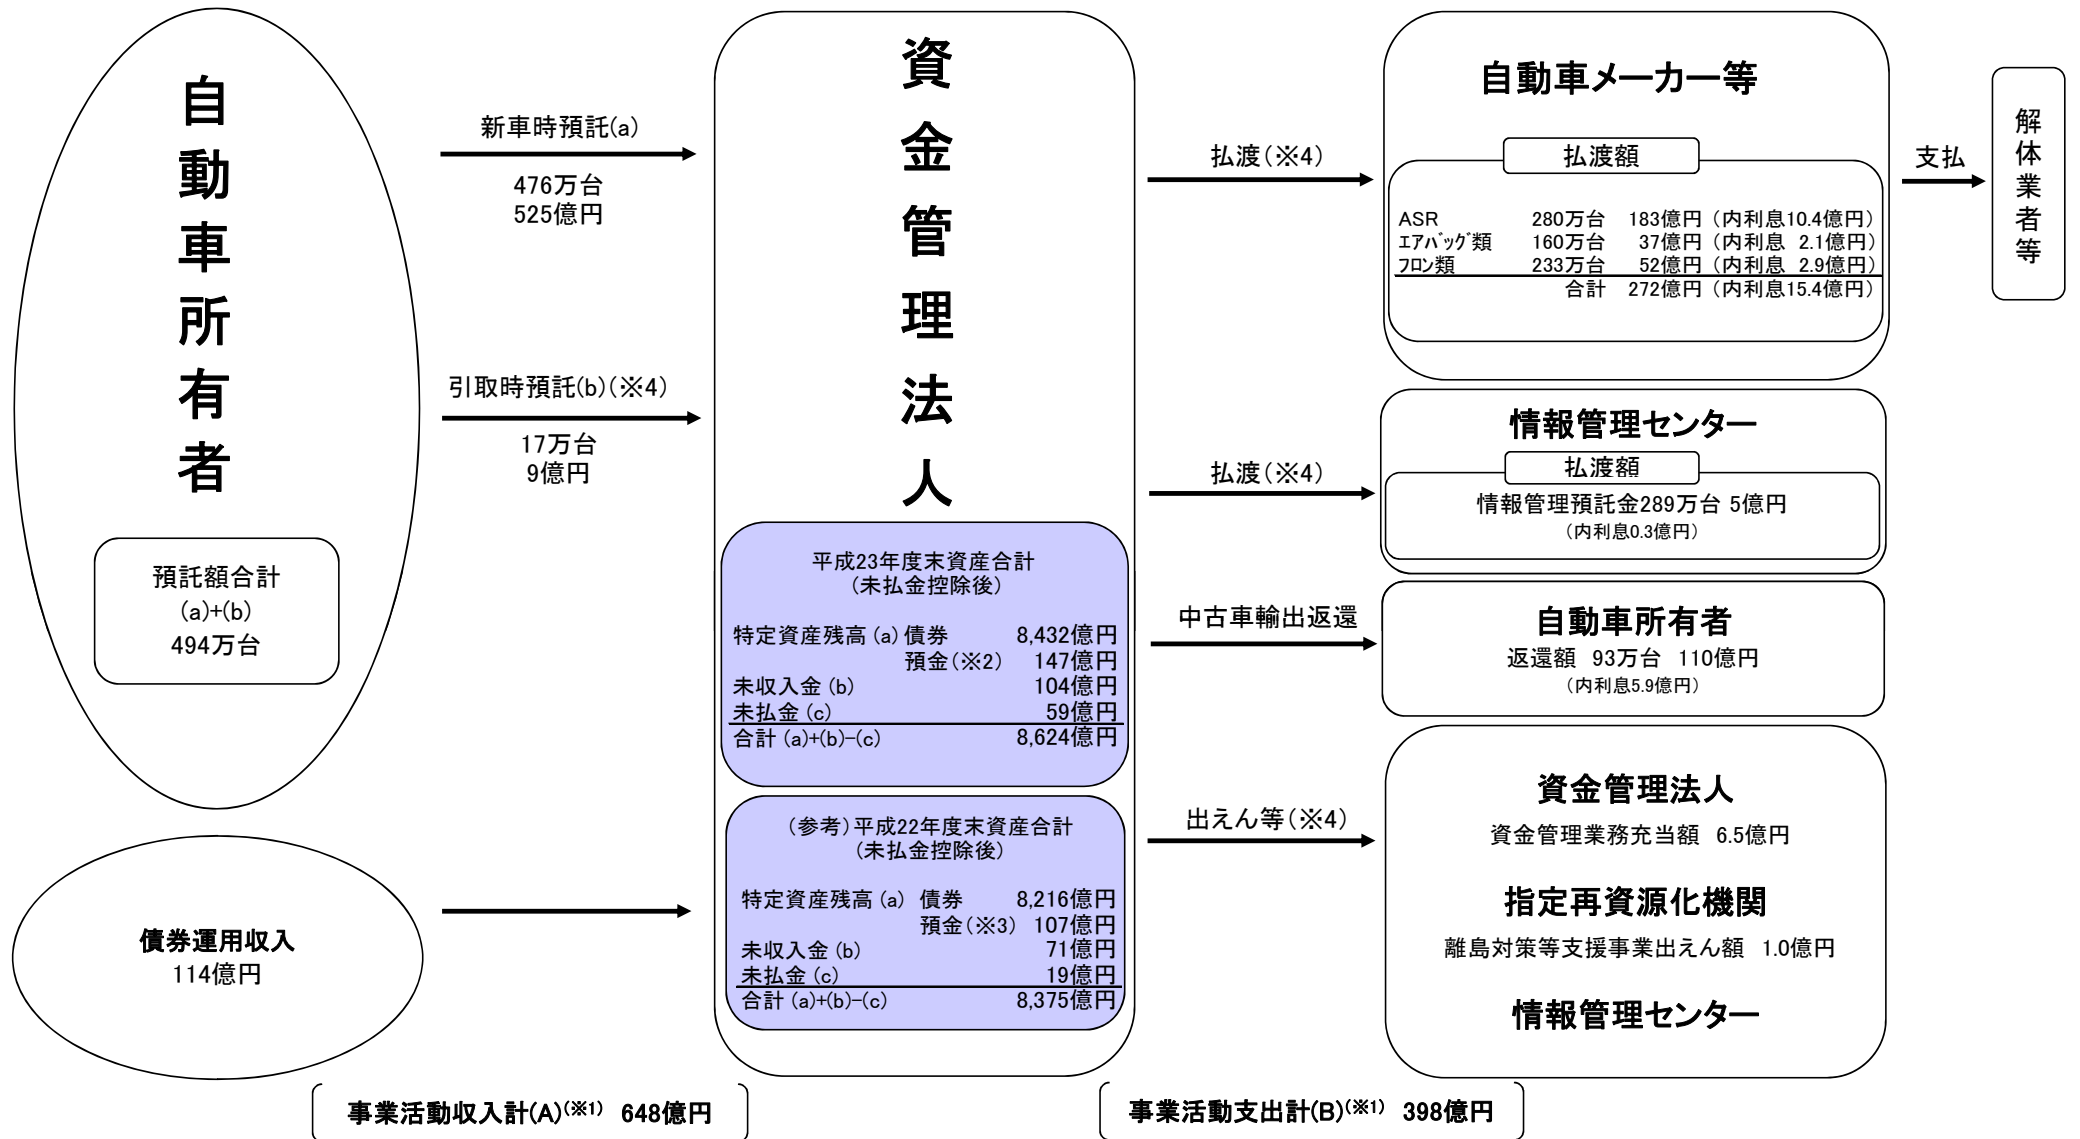 自動車所有者
預託額合計
(a)+(b)
494万台
債券運用収入
114億円
新車時預託(a)
476万台
525億円
引取時預託(b)(※4)
17万台
9億円
資金管理法人
平成23年度末資産合計
(未払金控除後)
特定資産残高(a) 債券 8,432億円
預金(※2) 147億円
未収入金(b) 104億円
未払金(c) 59億円
合計(a)+(b)-(c) 8,624億円
(参考)平成22年度末資産合計
(未払金控除後)
特定資産残高(a) 債券 8,216億円
預金(※3) 107億円
未収入金(b) 71億円
未払金(c) 19億円
合計(a)+(b)-(c) 8,375億円
払渡(※4)
払渡(※4)
中古車輸出返還
出えん等(※4)
自動車メーカー等
払渡額
ASR 280万台 183億円(内利息10.4億円)
エアバッグ類 160万台 37億円(内利息 2.1億円)
フロン類 233万台 52億円(内利息 2.9億円)
合計 272億円(内利息15.4億円)
支払
解体業者等
情報管理センター
払渡額
情報管理預託金289万台 5億円
(内利息0.3億円)
自動車所有者
返還額 93万台 110億円
(内利息5.9億円)
資金管理法人
資金管理業務充当額 6.5億円
指定再資源化機関
離島対策等支援事業出えん額 1.0億円
情報管理センター
事業活動収入計(A)(※1) 648億円
事業活動支出計(B)(※1) 398億円